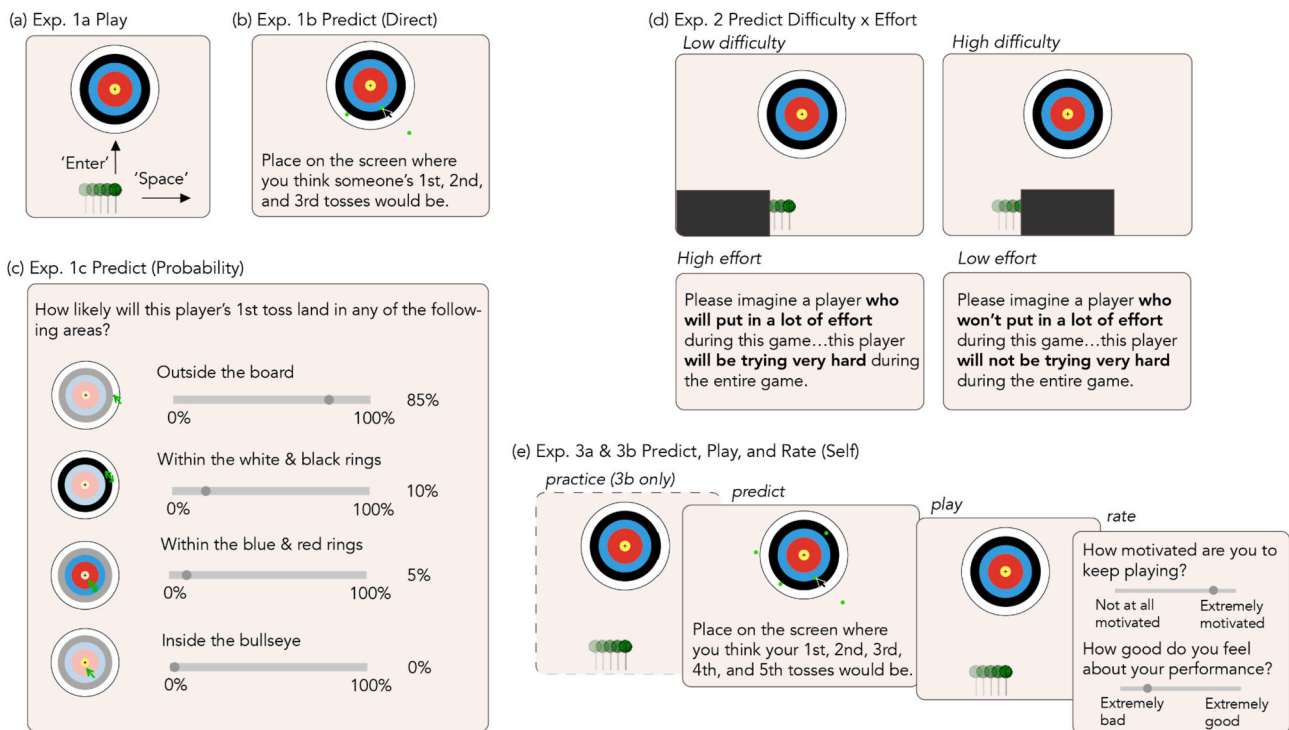 (a) Exp. 1a Play
'Enter'
'Space'
(b) Exp. 1b Predict (Direct)
Place on the screen where
you think someone's 1st, 2nd,
and 3rd tosses would be.
(c) Exp. 1c Predict (Probability)
How likely will this player's 1st toss land in any of the follow-
ing areas?
Outside the board
85%
0% 100%
Within the white & black rings
10%
0% 100%
Within the blue & red rings
5%
0% 100%
Inside the bullseye
0%
0% 100%
(d) Exp. 2 Predict Difficulty x Effort
Low difficulty
High difficulty
High effort
Please imagine a player who
will put in a lot of effort
during this game...this player
will be trying very hard during
the entire game.
Low effort
Please imagine a player who
won't put in a lot of effort
during this game...this player
will not be trying very hard
during the entire game.
(e) Exp. 3a & 3b Predict, Play, and Rate (Self)
practice (3b only)
predict
Place on the screen where
you think your 1st, 2nd, 3rd,
4th, and 5th tosses would be.
play
rate
How motivated are you to
keep playing?
Not at all Extremely
motivated motivated
How good do you feel
about your performance?
Extremely Extremely
bad good